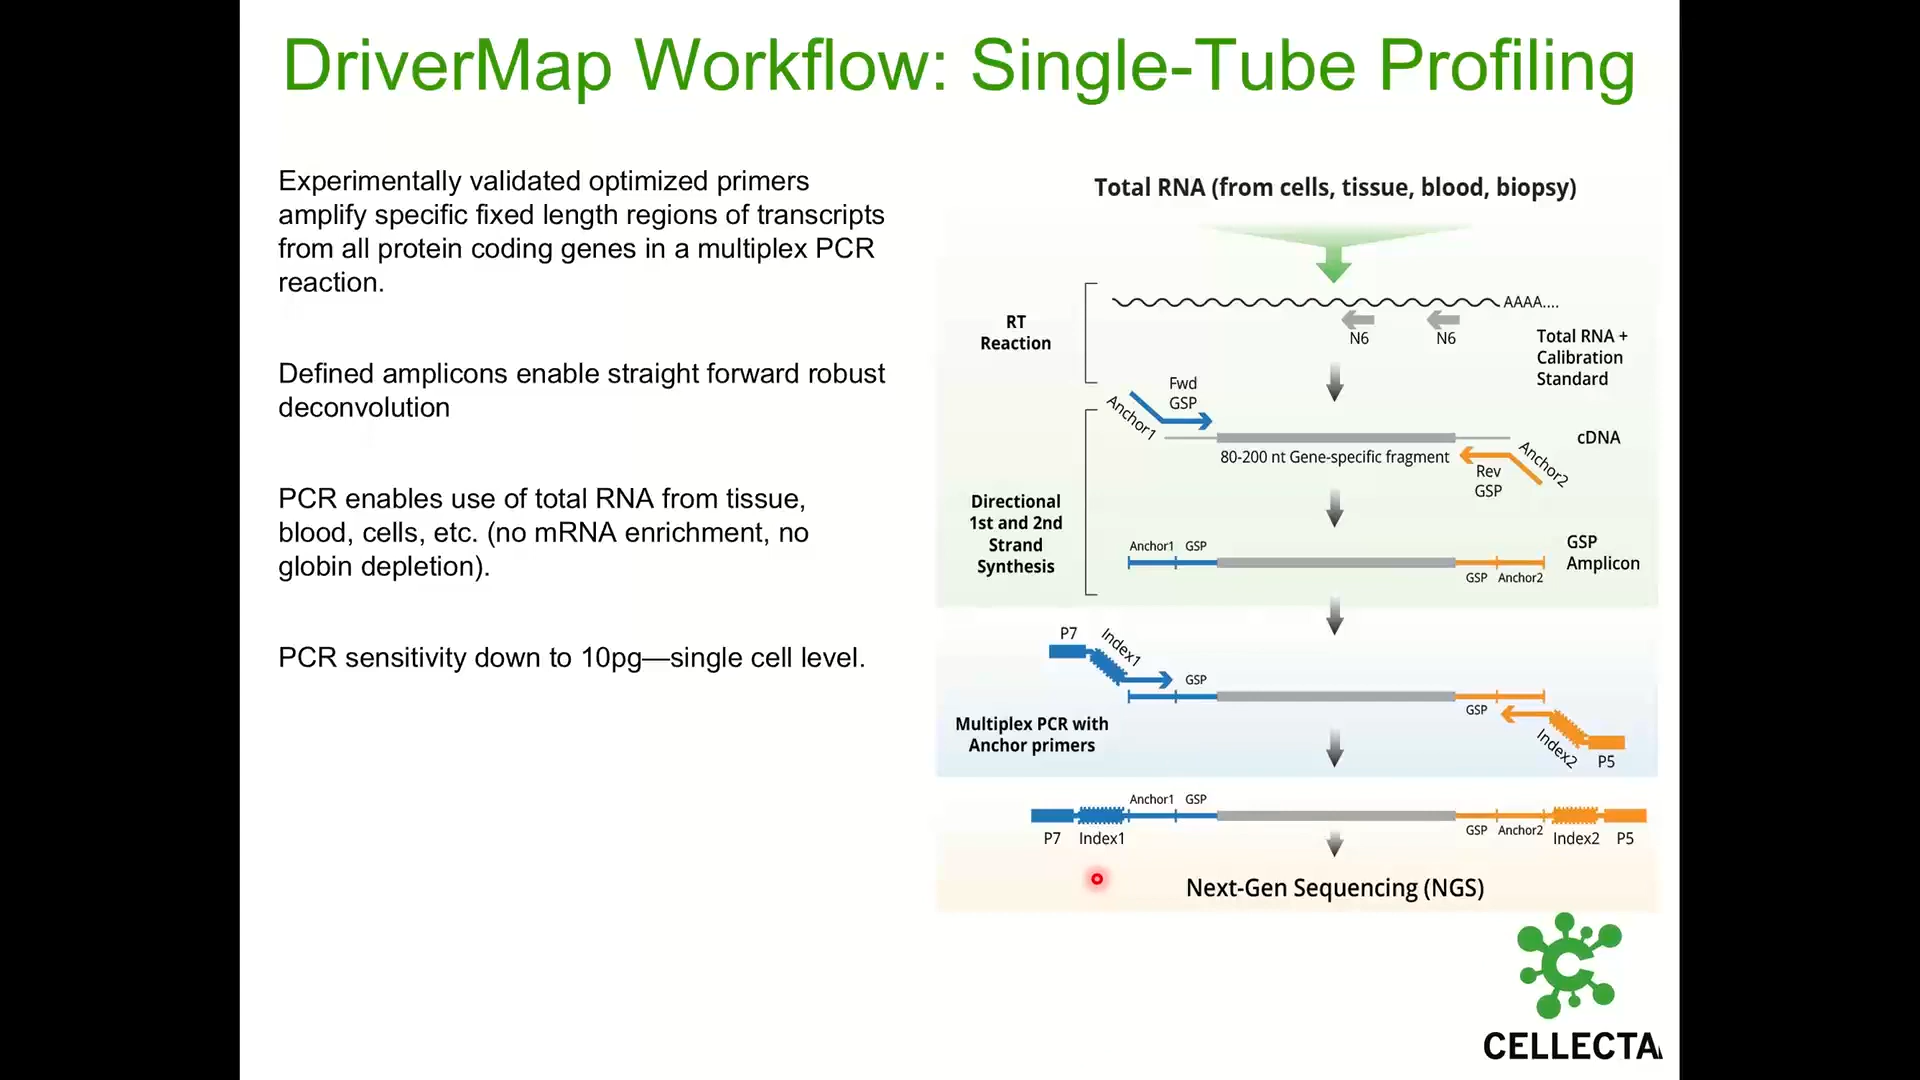 DriverMap Workflow: Single-Tube Profiling
Experimentally validated optimized primers
amplify specific fixed length regions of transcripts
from all protein coding genes in a multiplex PCR
reaction.
Defined amplicons enable straight forward robust
deconvolution
PCR enables use of total RNA from tissue,
blood, cells, etc. (no mRNA enrichment, no
globin depletion).
PCR sensitivity down to 10pg—single cell level.
Total RNA (from cells, tissue, blood, biopsy)
AAAA....
RT
Reaction
N6
N6
Total RNA +
Calibration
Standard
Fwd
GSP
Anchor1
cDNA
80-200 nt Gene-specific fragment
Anchor2
Rev
GSP
Directional
1st and 2nd
Strand
Synthesis
Anchor1 GSP
GSP
Amplicon
GSP Anchor2
P7
Index1
GSP
GSP
Multiplex PCR with
Anchor primers
Index2
P5
Anchor1 GSP
GSP Anchor2
P7 Index1
Index2 P5
Next-Gen Sequencing (NGS)
CELLECTA